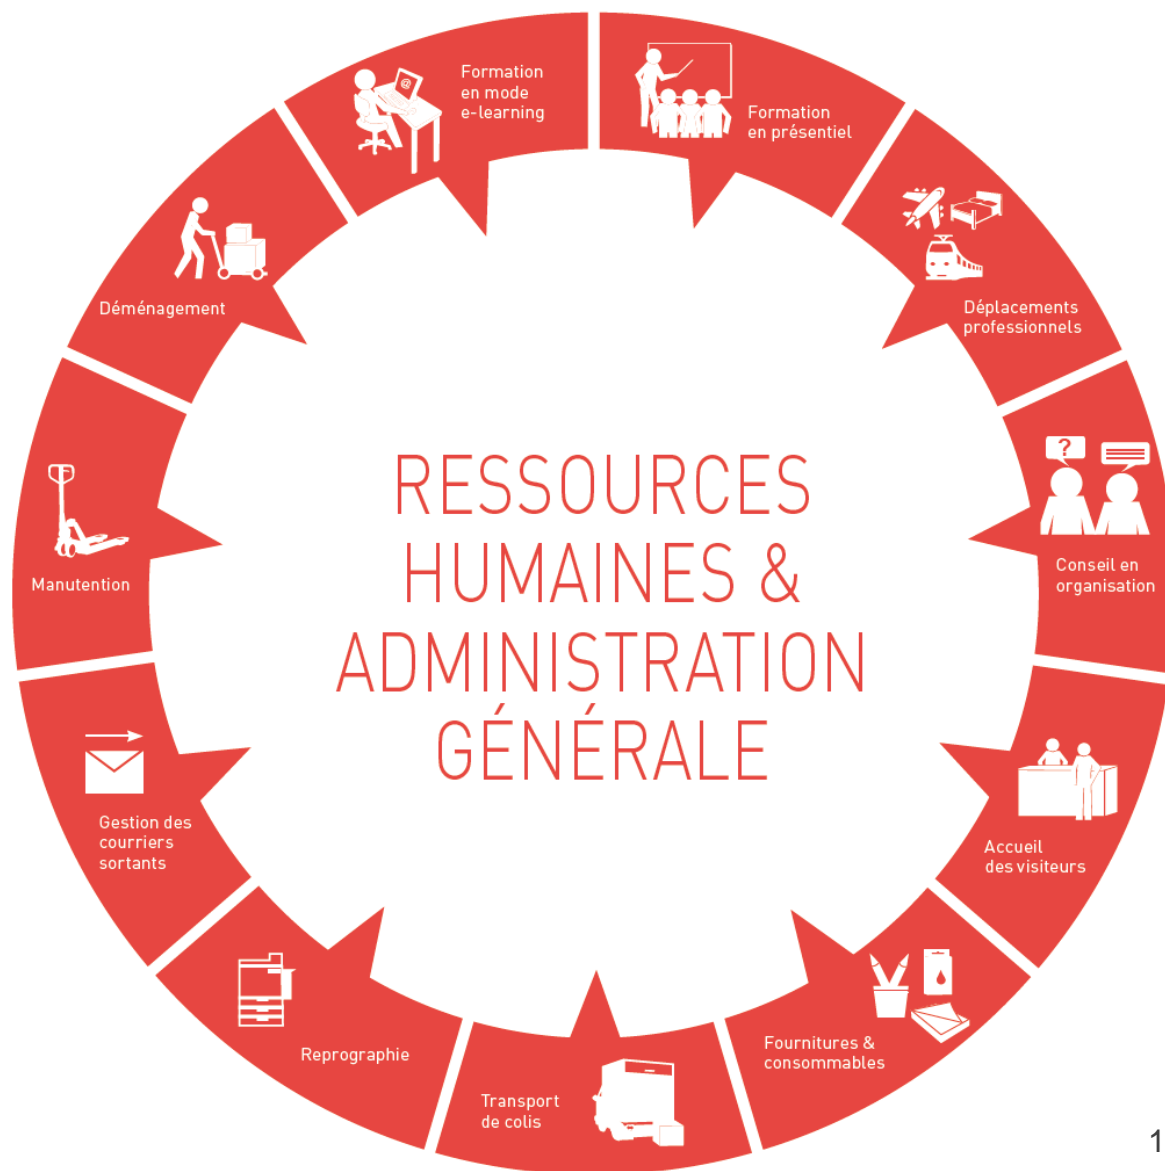 Formation
en mode
e-learning
@
Formation
en présentiel
Déplacements
professionnels
?
Conseil en
organisation
Accueil
des visiteurs
Fournitures &
consommables
Transport
de colis
Reprographie
Gestion des
courriers
sortants
Manutention
Déménagement
RESSOURCES
HUMAINES &
ADMINISTRATION
GÉNÉRALE
1